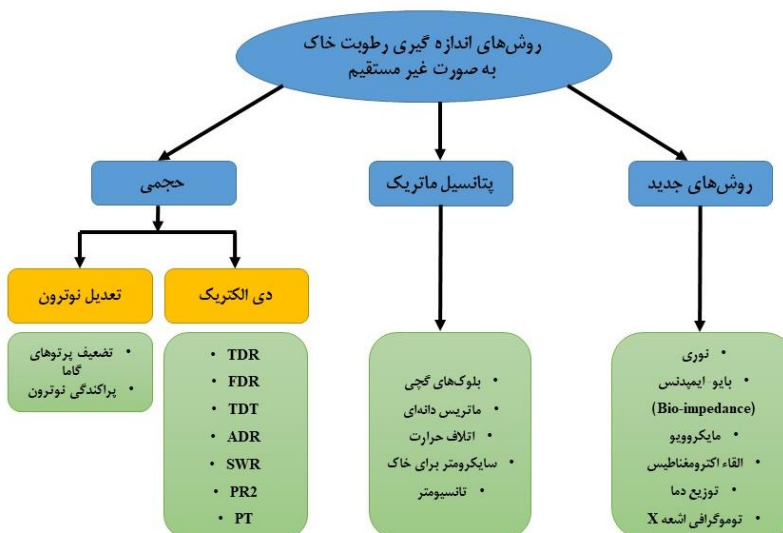 روش‌های اندازه گیری رطوبت خاک
به صورت غیر مستقیم
روش‌های جدید
پتانسیل ماتریک
حجمی
دی الکتریک
تعدیل نوترون
• نوری
• بایو-ایمپدنس
(Bio-impedance)
• مایکروویو
• القاء اکترومغناطیس
• توزیع دما
• توموگرافی اشعه X
• بلوک‌های گچی
• ماتریس دانه‌ای
• اتلاف حرارت
• سایکرومتر برای خاک
• تانسیومتر
• TDR
• FDR
• TDT
• ADR
• SWR
• PR2
• PT
• تضعیف پرتوهای
گاما
• پراکندگی نوترون